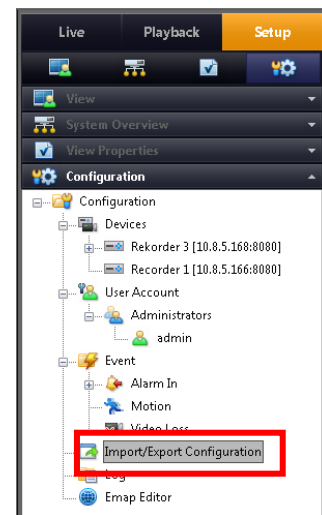 Live Playback Setup
View
System Overview
View Properties
Configuration
Configuration
Devices
Rekorder 3 [10.8.5.168:8080]
Recorder 1 [10.8.5.166:8080]
User Account
Administrators
admin
Event
Alarm In
Motion
Video Loss
Import/Export Configuration
Log
Emap Editor